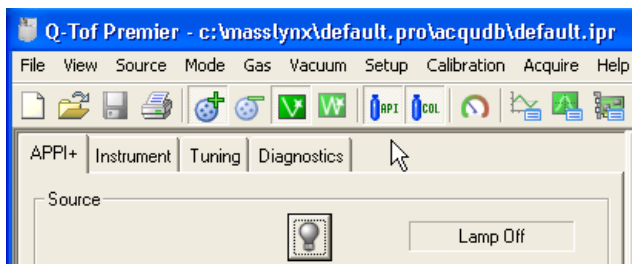 Q-Tof Premier - c:\masslynx\default.pro\acqudb\default.ipr
File View Source Mode Gas Vacuum Setup Calibration Acquire Help
V W API COL
APPI+ Instrument Tuning Diagnostics
Source
Lamp Off